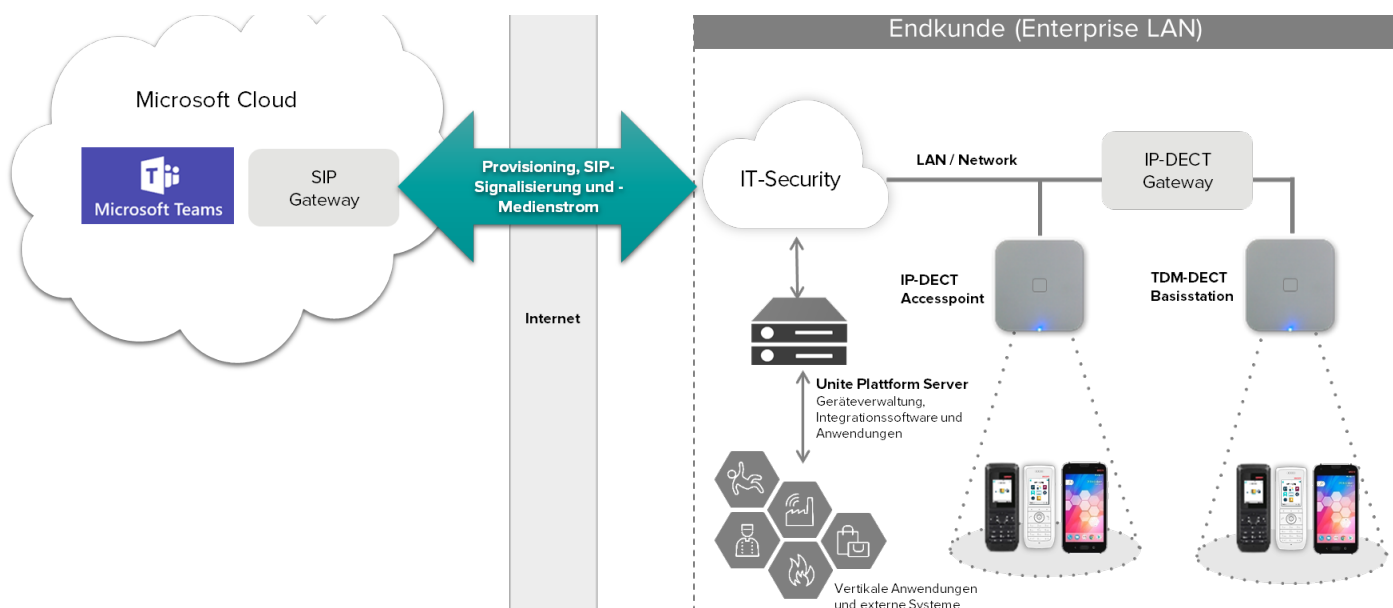 Endkunde (Enterprise LAN)
Microsoft Cloud
Microsoft Teams
SIP
Gateway
Provisioning, SIP-
Signalisierung und -
Medienstrom
Internet
IT-Security
LAN / Network
IP-DECT
Gateway
IP-DECT
Accesspoint
TDM-DECT
Basisstation
Unite Plattform Server
Geräteverwaltung,
Integrationssoftware und
Anwendungen
Vertikale Anwendungen
und externe Systeme